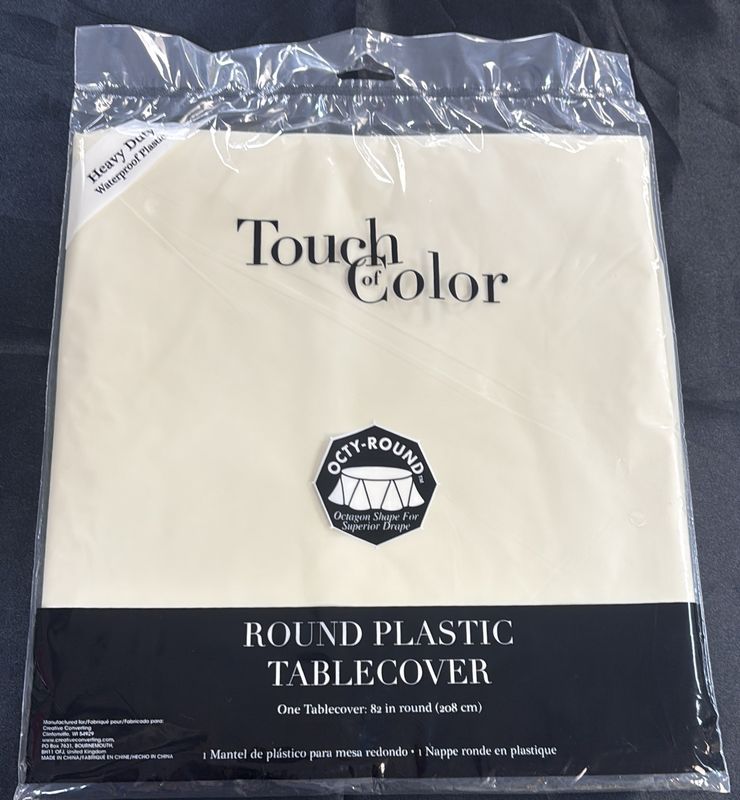 Heavy Duty
Waterproof Plastic
Touch
of
Color
OCTY-ROUND™
Octagon Shape For
Superior Drape
ROUND PLASTIC
TABLECOVER
One Tablecover: 82 in round (208 cm)
Manufactured for/Fabriqué pour/Fabricado para:
Creative Converting
Clintonville, WI 54929
www.creativeconverting.com
PO Box 7631, BOURNEMOUTH,
BH11 OFJ, United Kingdom
MADE IN CHINA/FABRIQUÉ EN CHINE/HECHO EN CHINA
1 Mantel de plástico para mesa redondo • 1 Nappe ronde en plastique